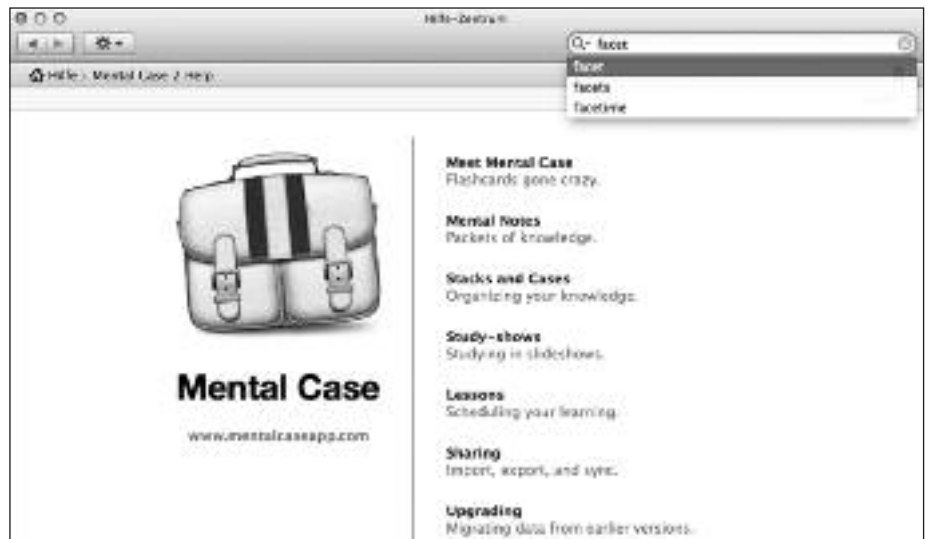 Hilfe-Zentrum
facet
Hilfe › Mental Case 2 Help
facet
facets
facetime
Mental Case
www.mentalcaseapp.com
Meet Mental Case
Flashcards gone crazy.
Mental Notes
Packets of knowledge.
Stacks and Cases
Organizing your knowledge.
Study-shows
Studying in slideshows.
Lessons
Scheduling your learning.
Sharing
Import, export, and sync.
Upgrading
Migrating data from earlier versions.